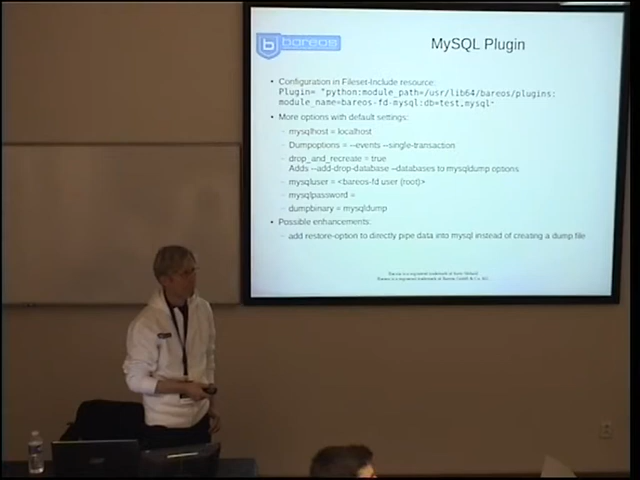 bareos
MySQL Plugin
• Configuration in Fileset-Include resource:
Plugin= "python:module_path=/usr/lib64/bareos/plugins:
module_name=bareos-fd-mysql:db=test,mysql"
• More options with default settings:
– mysqlhost = localhost
– Dumpoptions = --events --single-transaction
– drop_and_recreate = true
Adds --add-drop-database --databases to mysqldump options
– mysqluser = <bareos-fd user (root)>
– mysqlpassword =
– dumpbinary = mysqldump
• Possible enhancements:
– add restore-option to directly pipe data into mysql instead of creating a dump file